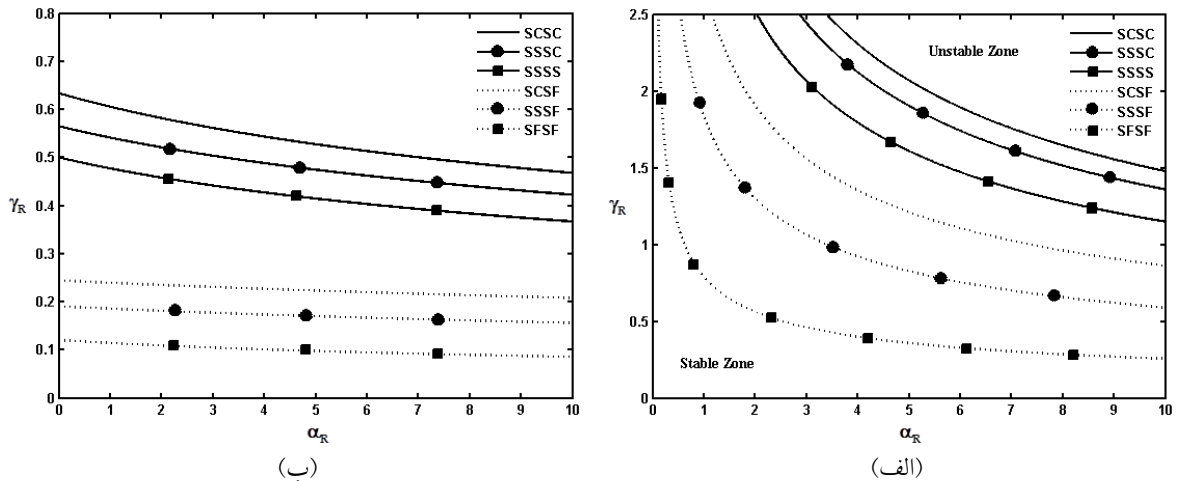 0.8
0.7
0.6
0.5
0.4
0.3
0.2
0.1
0
γR
0 1 2 3 4 5 6 7 8 9 10
αR
SCSC
SSSC
SSSS
SCSF
SSSF
SFSF
(ب)
2.5
2
1.5
1
0.5
0
γR
0 1 2 3 4 5 6 7 8 9 10
αR
Unstable Zone
Stable Zone
SCSC
SSSC
SSSS
SCSF
SSSF
SFSF
(الف)